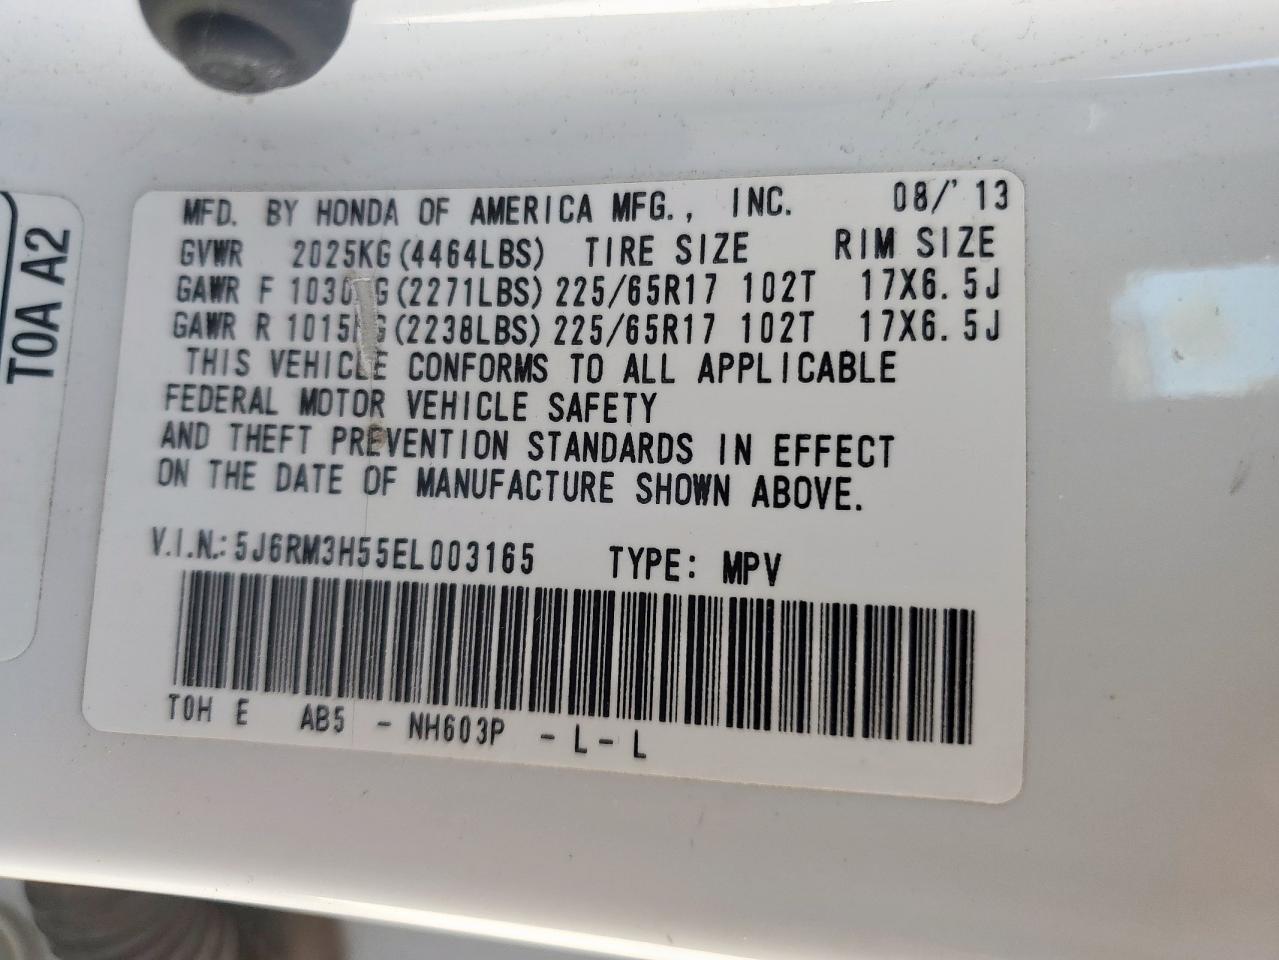 MFD. BY HONDA OF AMERICA MFG., INC. 08/'13
GVWR 2025KG(4464LBS) TIRE SIZE RIM SIZE
GAWR F 1030KG(2271LBS) 225/65R17 102T 17X6.5J
GAWR R 1015KG(2238LBS) 225/65R17 102T 17X6.5J
THIS VEHICLE CONFORMS TO ALL APPLICABLE
FEDERAL MOTOR VEHICLE SAFETY
AND THEFT PREVENTION STANDARDS IN EFFECT
ON THE DATE OF MANUFACTURE SHOWN ABOVE.
V.I.N.: 5J6RM3H55EL003165 TYPE: MPV
T0H E AB5 - NH603P - L - L
T0A A2